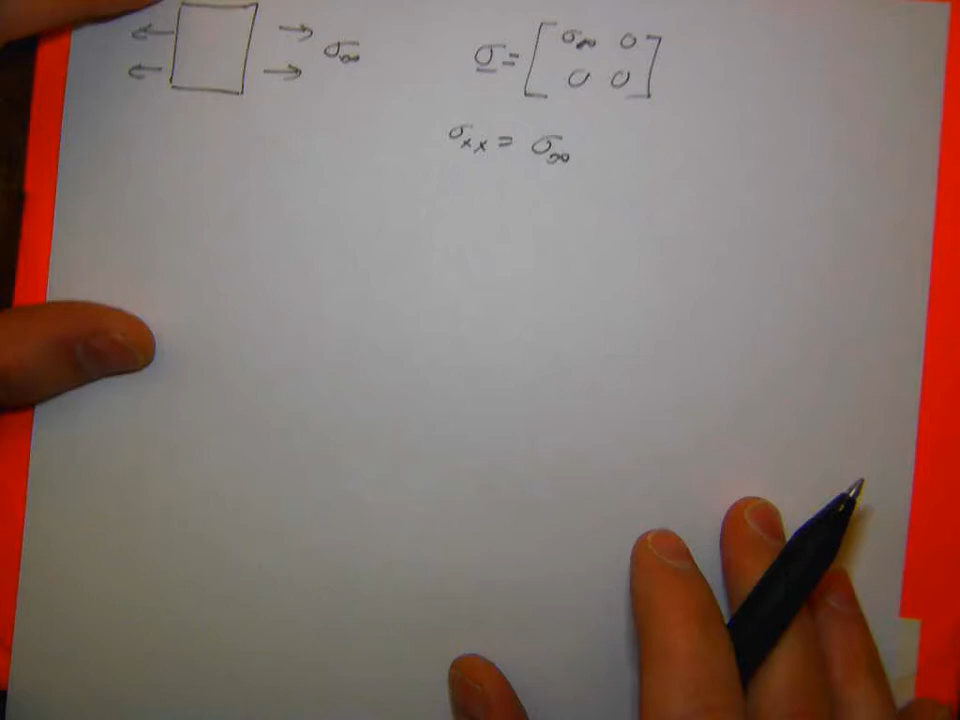 σ∞
σ = [ σ∞ 0
0 0 ]
σxx = σ∞